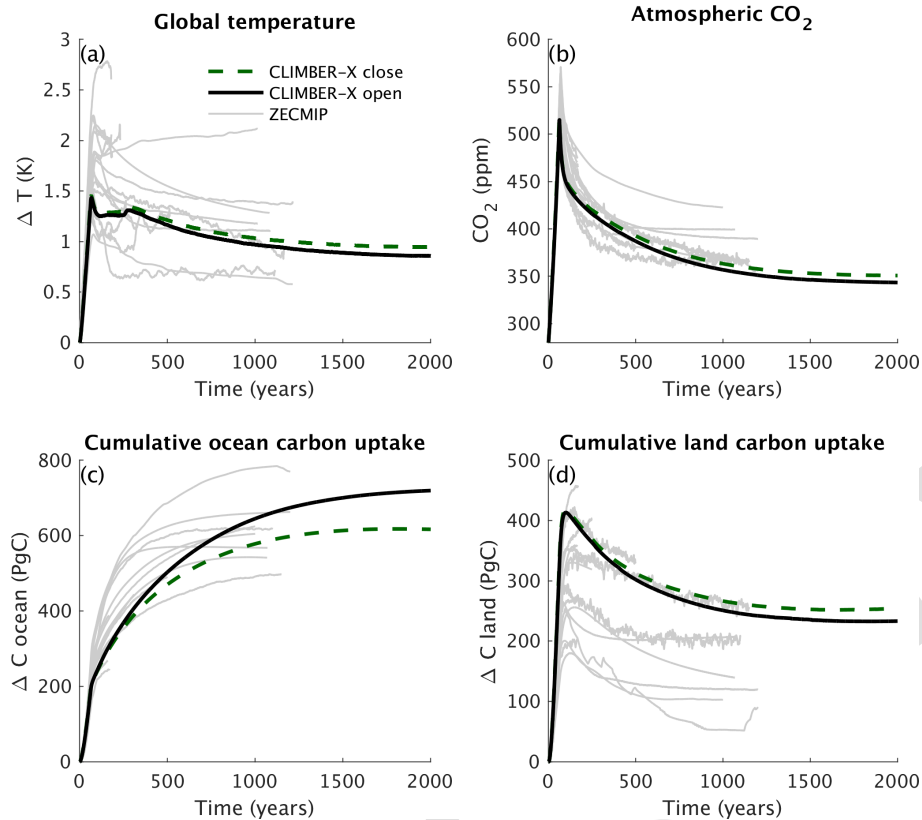 Global temperature
(a)
CLIMBER-X close
CLIMBER-X open
ZECMIP
Δ T (K)
3
2.5
2
1.5
1
0.5
0
0 500 1000 1500 2000
Time (years)
Atmospheric CO2
(b)
CO2 (ppm)
600
550
500
450
400
350
300
0 500 1000 1500 2000
Time (years)
Cumulative ocean carbon uptake
(c)
Δ C ocean (PgC)
800
600
400
200
0
0 500 1000 1500 2000
Time (years)
Cumulative land carbon uptake
(d)
Δ C land (PgC)
500
400
300
200
100
0
0 500 1000 1500 2000
Time (years)